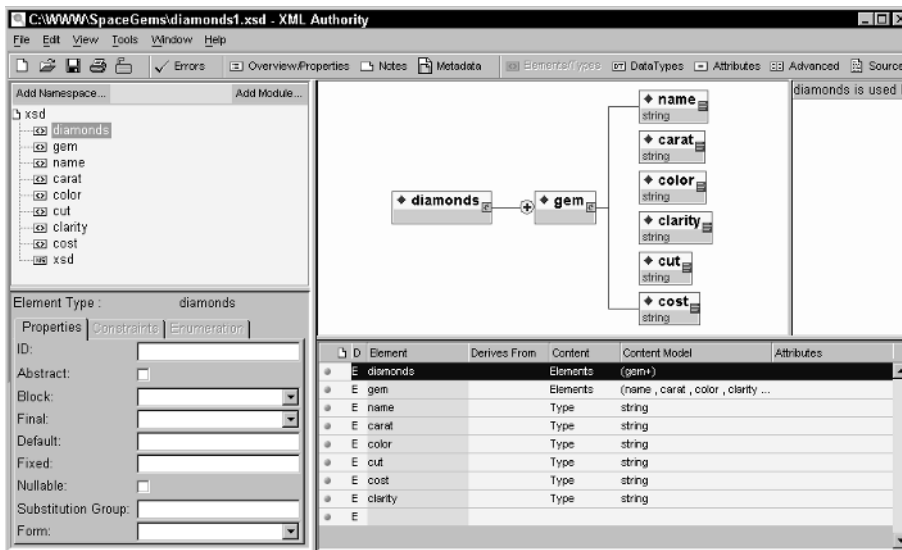 C:\WWW\SpaceGems\diamonds1.xsd - XML Authority
File Edit View Tools Window Help
Errors Overview/Properties Notes Metadata Elements/Types DataTypes Attributes Advanced Source
Add Namespace... Add Module...
xsd
diamonds
gem
name
carat
color
cut
clarity
cost
xsd
diamonds
gem
name
string
carat
string
color
string
clarity
string
cut
string
cost
string
diamonds is used
Element Type : diamonds
Properties Constraints Enumeration
ID:
Abstract:
Block:
Final:
Default:
Fixed:
Nullable:
Substitution Group:
Form:
D Element Derives From Content Content Model Attributes
E diamonds Elements (gem+)
E gem Elements (name , carat , color , clarity ...
E name Type string
E carat Type string
E color Type string
E cut Type string
E cost Type string
E clarity Type string
E